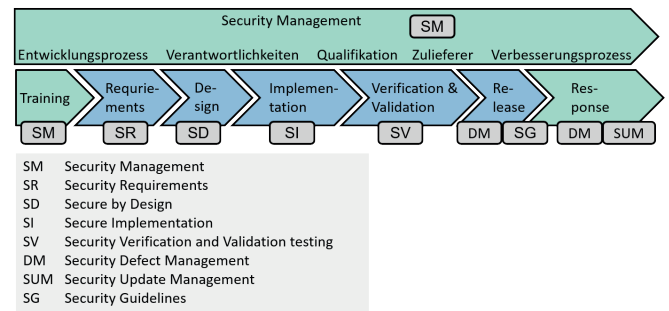 Security Management SM
Entwicklungsprozess Verantwortlichkeiten Qualifikation Zulieferer Verbesserungsprozess
Training
Requrie-
ments
De-
sign
Implemen-
tation
Verification &
Validation
Re-
lease
Res-
ponse
SM SR SD SI SV DM SG DM SUM
SM Security Management
SR Security Requirements
SD Secure by Design
SI Secure Implementation
SV Security Verification and Validation testing
DM Security Defect Management
SUM Security Update Management
SG Security Guidelines